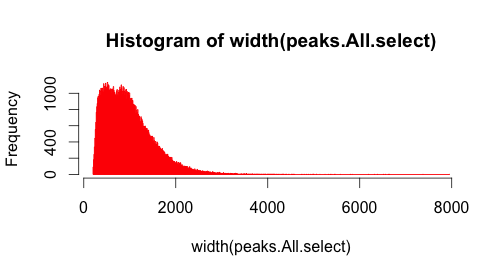 Histogram of width(peaks.All.select)
Frequency
1000
400
0
0 2000 4000 6000 8000
width(peaks.All.select)